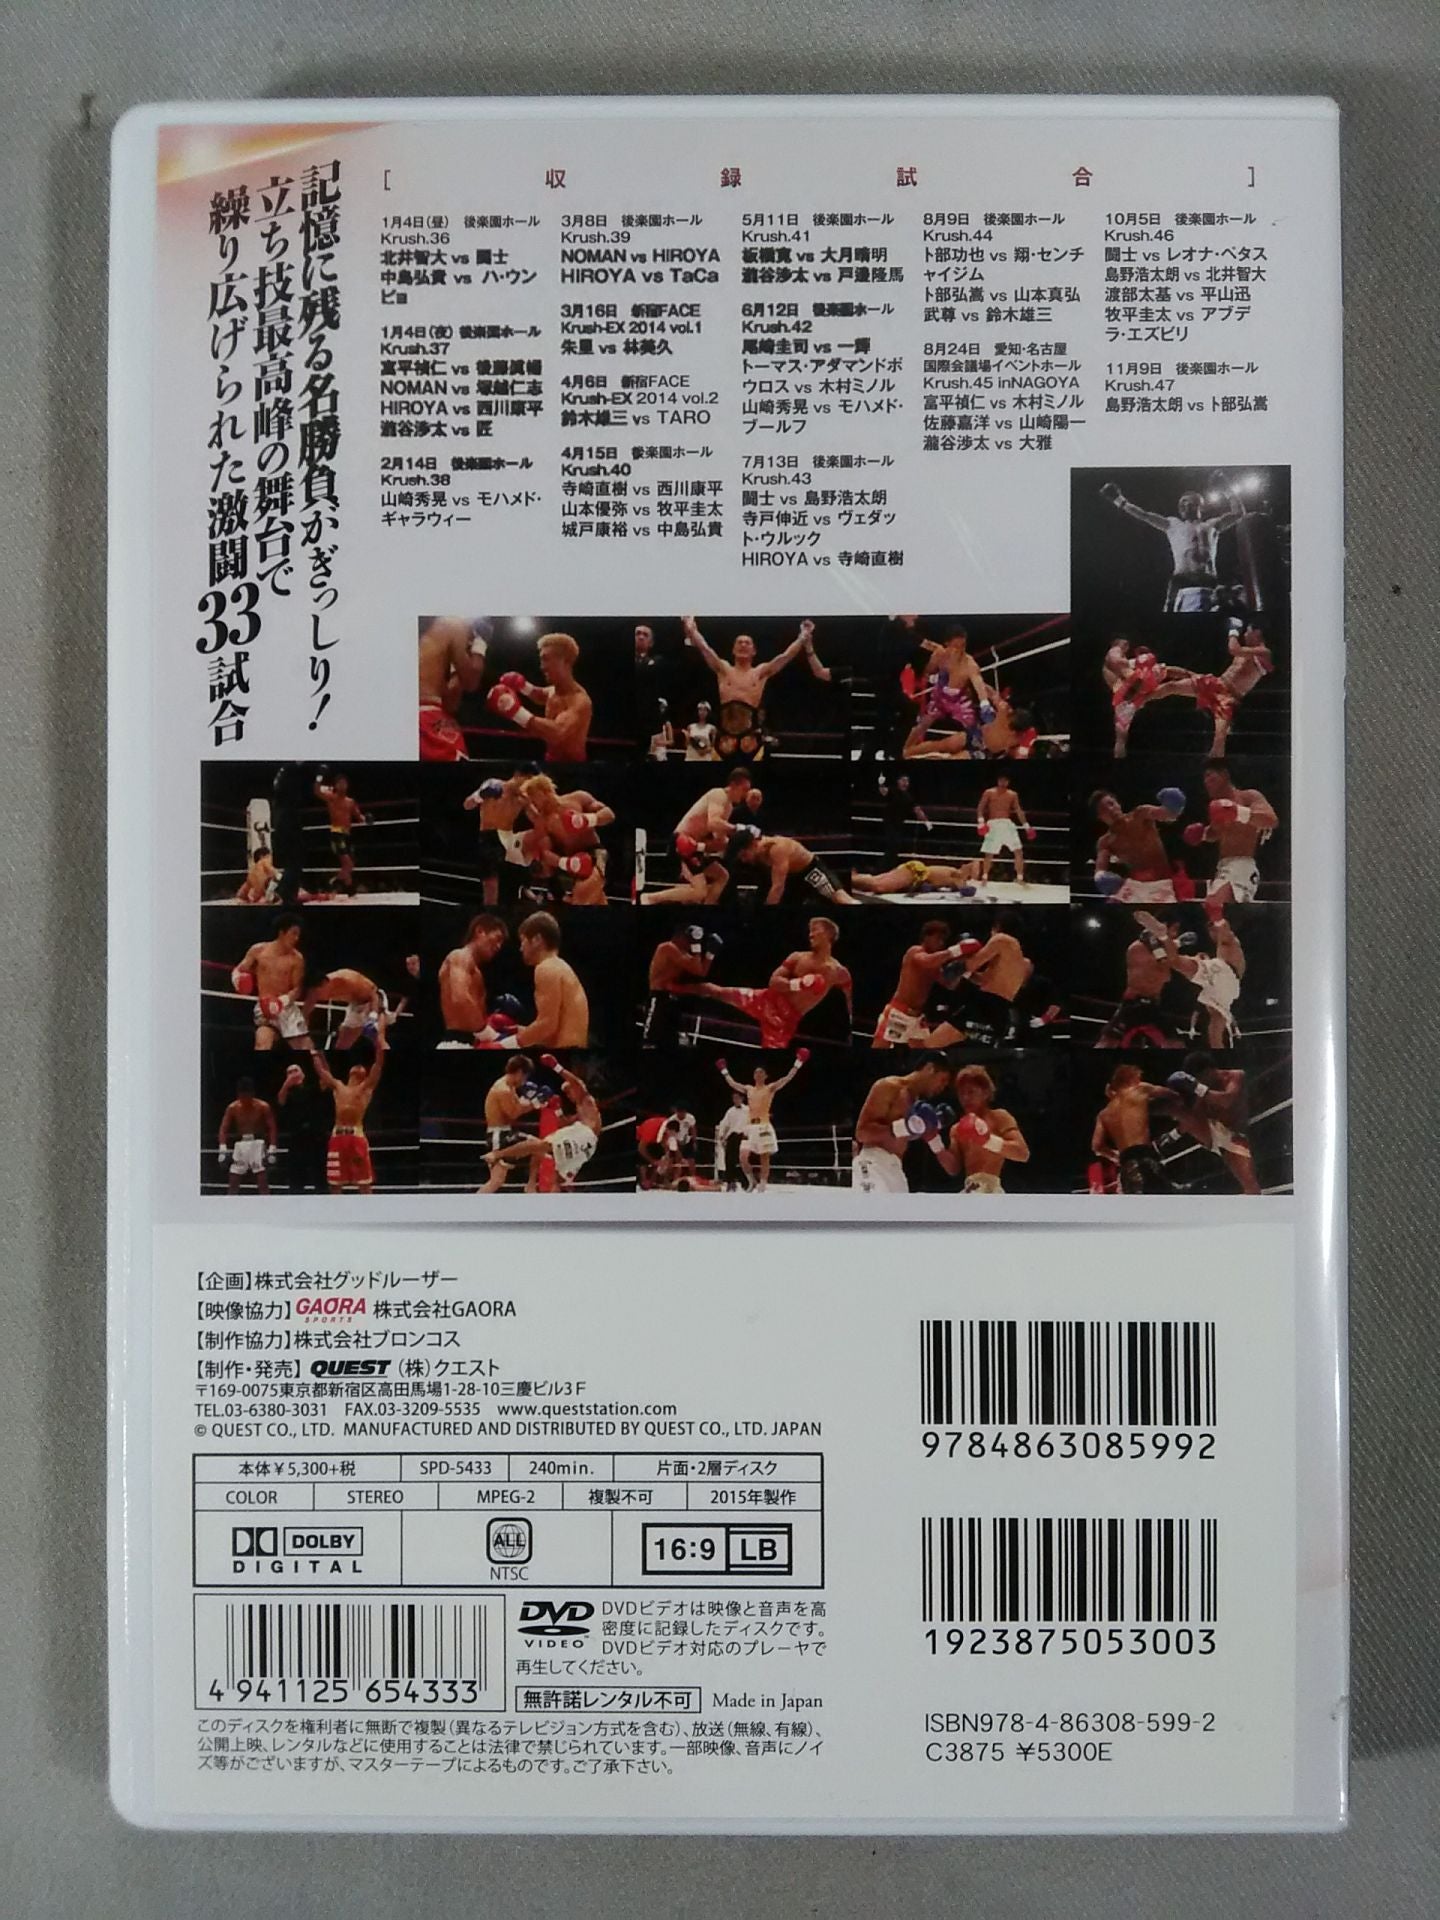 記憶に残る名勝負がぎっしり!
立ち技最高峰の舞台で
繰り広げられた激闘33試合
[ 収録試合 ]
1月4日(昼) 後楽園ホール
Krush.36
北井智大 vs 闘士
中島弘貴 vs ハ・ウン
ピョ
1月4日(夜) 後楽園ホール
Krush.37
富平禎仁 vs 後藤眞暢
NOMAN vs 塚越仁志
HIROYA vs 西川康平
瀧谷渉太 vs 匠
2月14日 後楽園ホール
Krush.38
山崎秀晃 vs モハメド・
ギャラウィー
3月8日 後楽園ホール
Krush.39
NOMAN vs HIROYA
HIROYA vs TaCa
3月16日 新宿FACE
Krush-EX 2014 vol.1
朱里 vs 林美久
4月6日 新宿FACE
Krush-EX 2014 vol.2
鈴木雄三 vs TARO
4月15日 後楽園ホール
Krush.40
寺崎直樹 vs 西川康平
山本優弥 vs 牧平圭太
城戸康裕 vs 中島弘貴
5月11日 後楽園ホール
Krush.41
板橋寛 vs 大月晴明
瀧谷渉太 vs 戸邊隆馬
6月12日 後楽園ホール
Krush.42
尾崎圭司 vs 一輝
トーマス・アダマンドポ
ウロス vs 木村ミノル
山崎秀晃 vs モハメド・
ブールフ
7月13日 後楽園ホール
Krush.43
闘士 vs 島野浩太朗
寺戸伸近 vs ヴェダッ
ト・ウルック
HIROYA vs 寺崎直樹
8月9日 後楽園ホール
Krush.44
卜部功也 vs 翔・センチ
ャイジム
卜部弘嵩 vs 山本真弘
武尊 vs 鈴木雄三
8月24日 愛知・名古屋
国際会議場イベントホール
Krush.45 inNAGOYA
富平禎仁 vs 木村ミノル
佐藤嘉洋 vs 山崎陽一
瀧谷渉太 vs 大雅
10月5日 後楽園ホール
Krush.46
闘士 vs レオナ・ペタス
島野浩太朗 vs 北井智大
渡部太基 vs 平山迅
牧平圭太 vs アブデ
ラ・エズビリ
11月9日 後楽園ホール
Krush.47
島野浩太朗 vs 卜部弘嵩
【企画】株式会社グッドルーザー
【映像協力】GAORA SPORTS 株式会社GAORA
【制作協力】株式会社ブロンコス
【制作・発売】QUEST (株)クエスト
〒169-0075東京都新宿区高田馬場1-28-10三慶ビル3F
TEL.03-6380-3031 FAX.03-3209-5535 www.queststation.com
© QUEST CO., LTD. MANUFACTURED AND DISTRIBUTED BY QUEST CO., LTD. JAPAN
本体￥5,300+税 SPD-5433 240min. 片面・2層ディスク
COLOR STEREO MPEG-2 複製不可 2015年製作
DOLBY DIGITAL ALL NTSC 16:9 LB
4941125654333
DVD VIDEO
DVDビデオは映像と音声を高
密度に記録したディスクです。
DVDビデオ対応のプレーヤで
再生してください。
無許諾レンタル不可 Made in Japan
このディスクを権利者に無断で複製(異なるテレビジョン方式を含む)、放送(無線、有線)、
公開上映、レンタルなどに使用することは法律で禁じられています。一部映像、音声にノイ
ズ等がございますが、マスターテープによるものです。ご了承下さい。
9784863085992
1923875053003
ISBN978-4-86308-599-2
C3875 ￥5300E